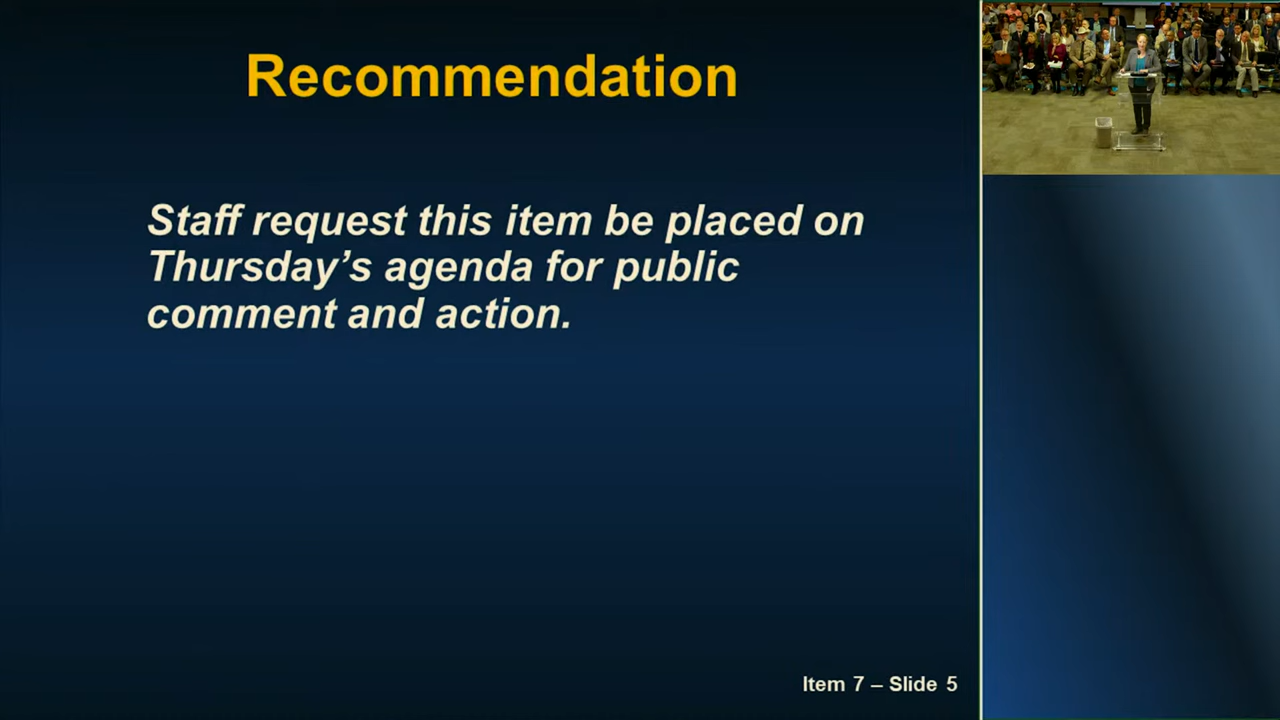 Recommendation
Staff request this item be placed on
Thursday’s agenda for public
comment and action.
Item 7 – Slide 5